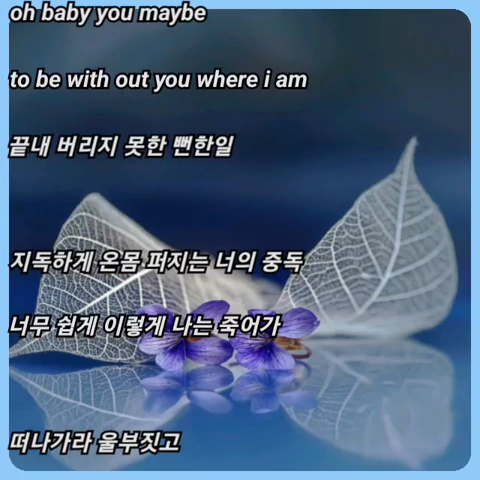 oh baby you maybe
to be with out you where i am
끝내 버리지 못한 뻔한일
지독하게 온몸 퍼지는 너의 중독
너무 쉽게 이렇게 나는 죽어가
떠나가라 울부짓고